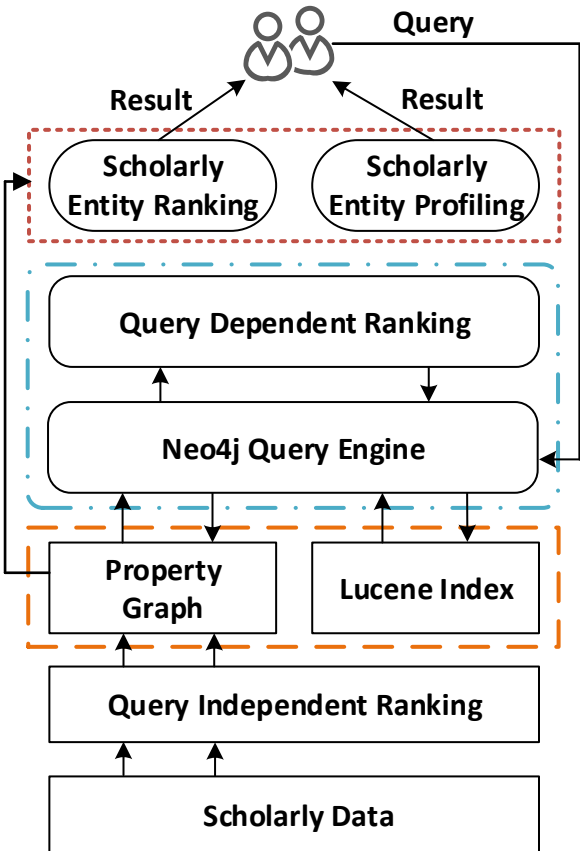 Query
Result
Result
Scholarly
Entity Ranking
Scholarly
Entity Profiling
Query Dependent Ranking
Neo4j Query Engine
Property
Graph
Lucene Index
Query Independent Ranking
Scholarly Data